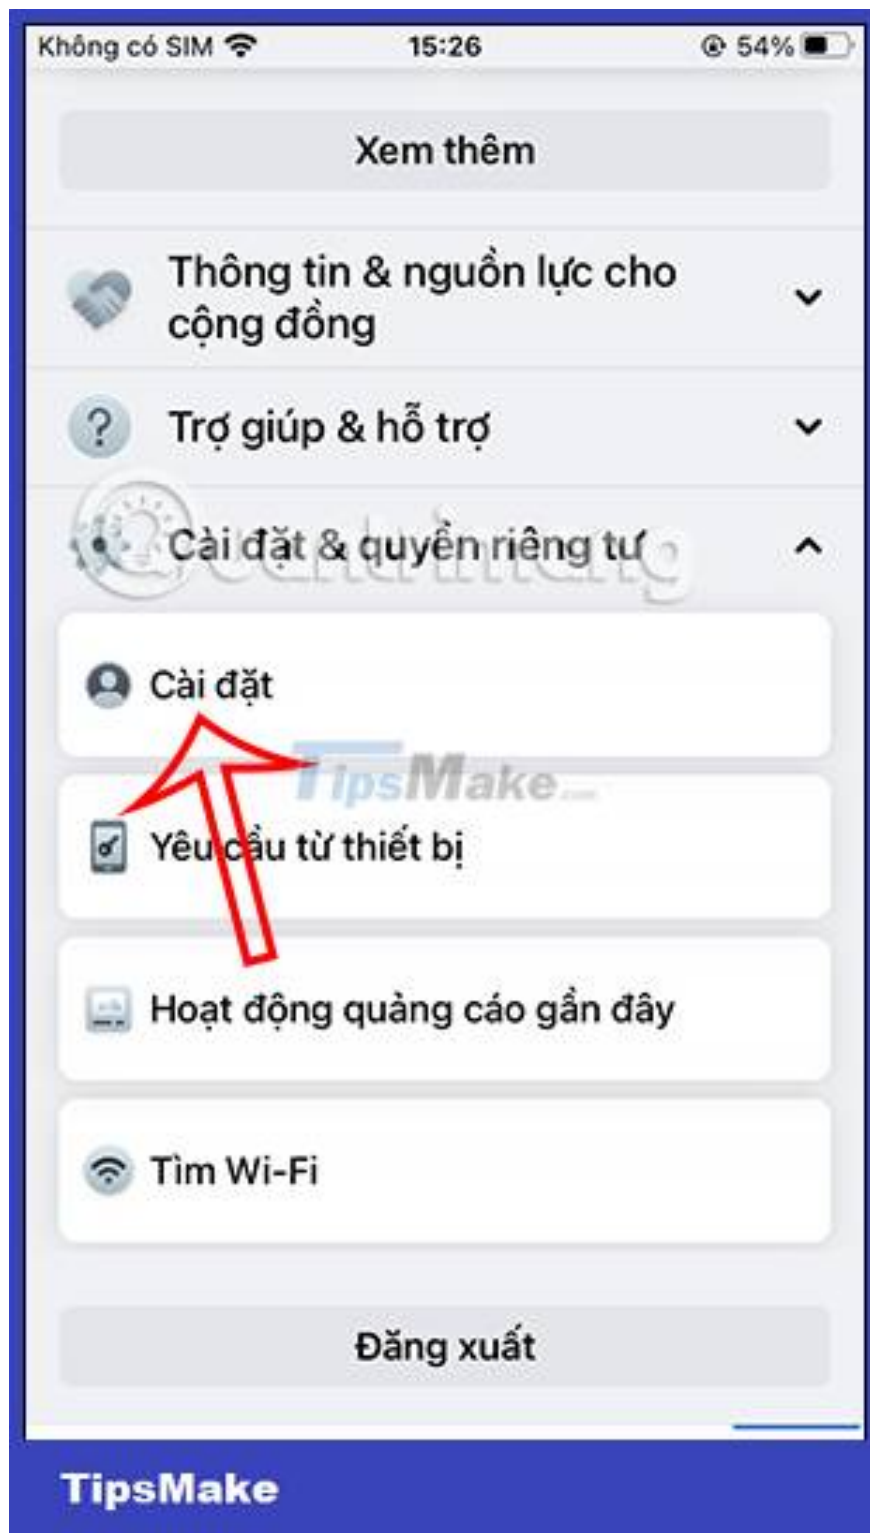 Không có SIM 15:26 54%
Xem thêm
Thông tin & nguồn lực cho
cộng đồng
Trợ giúp & hỗ trợ
Cài đặt & quyền riêng tư
Quantrimang
Cài đặt
TipsMake.com
Yêu cầu từ thiết bị
Hoạt động quảng cáo gần đây
Tìm Wi-Fi
Đăng xuất
TipsMake